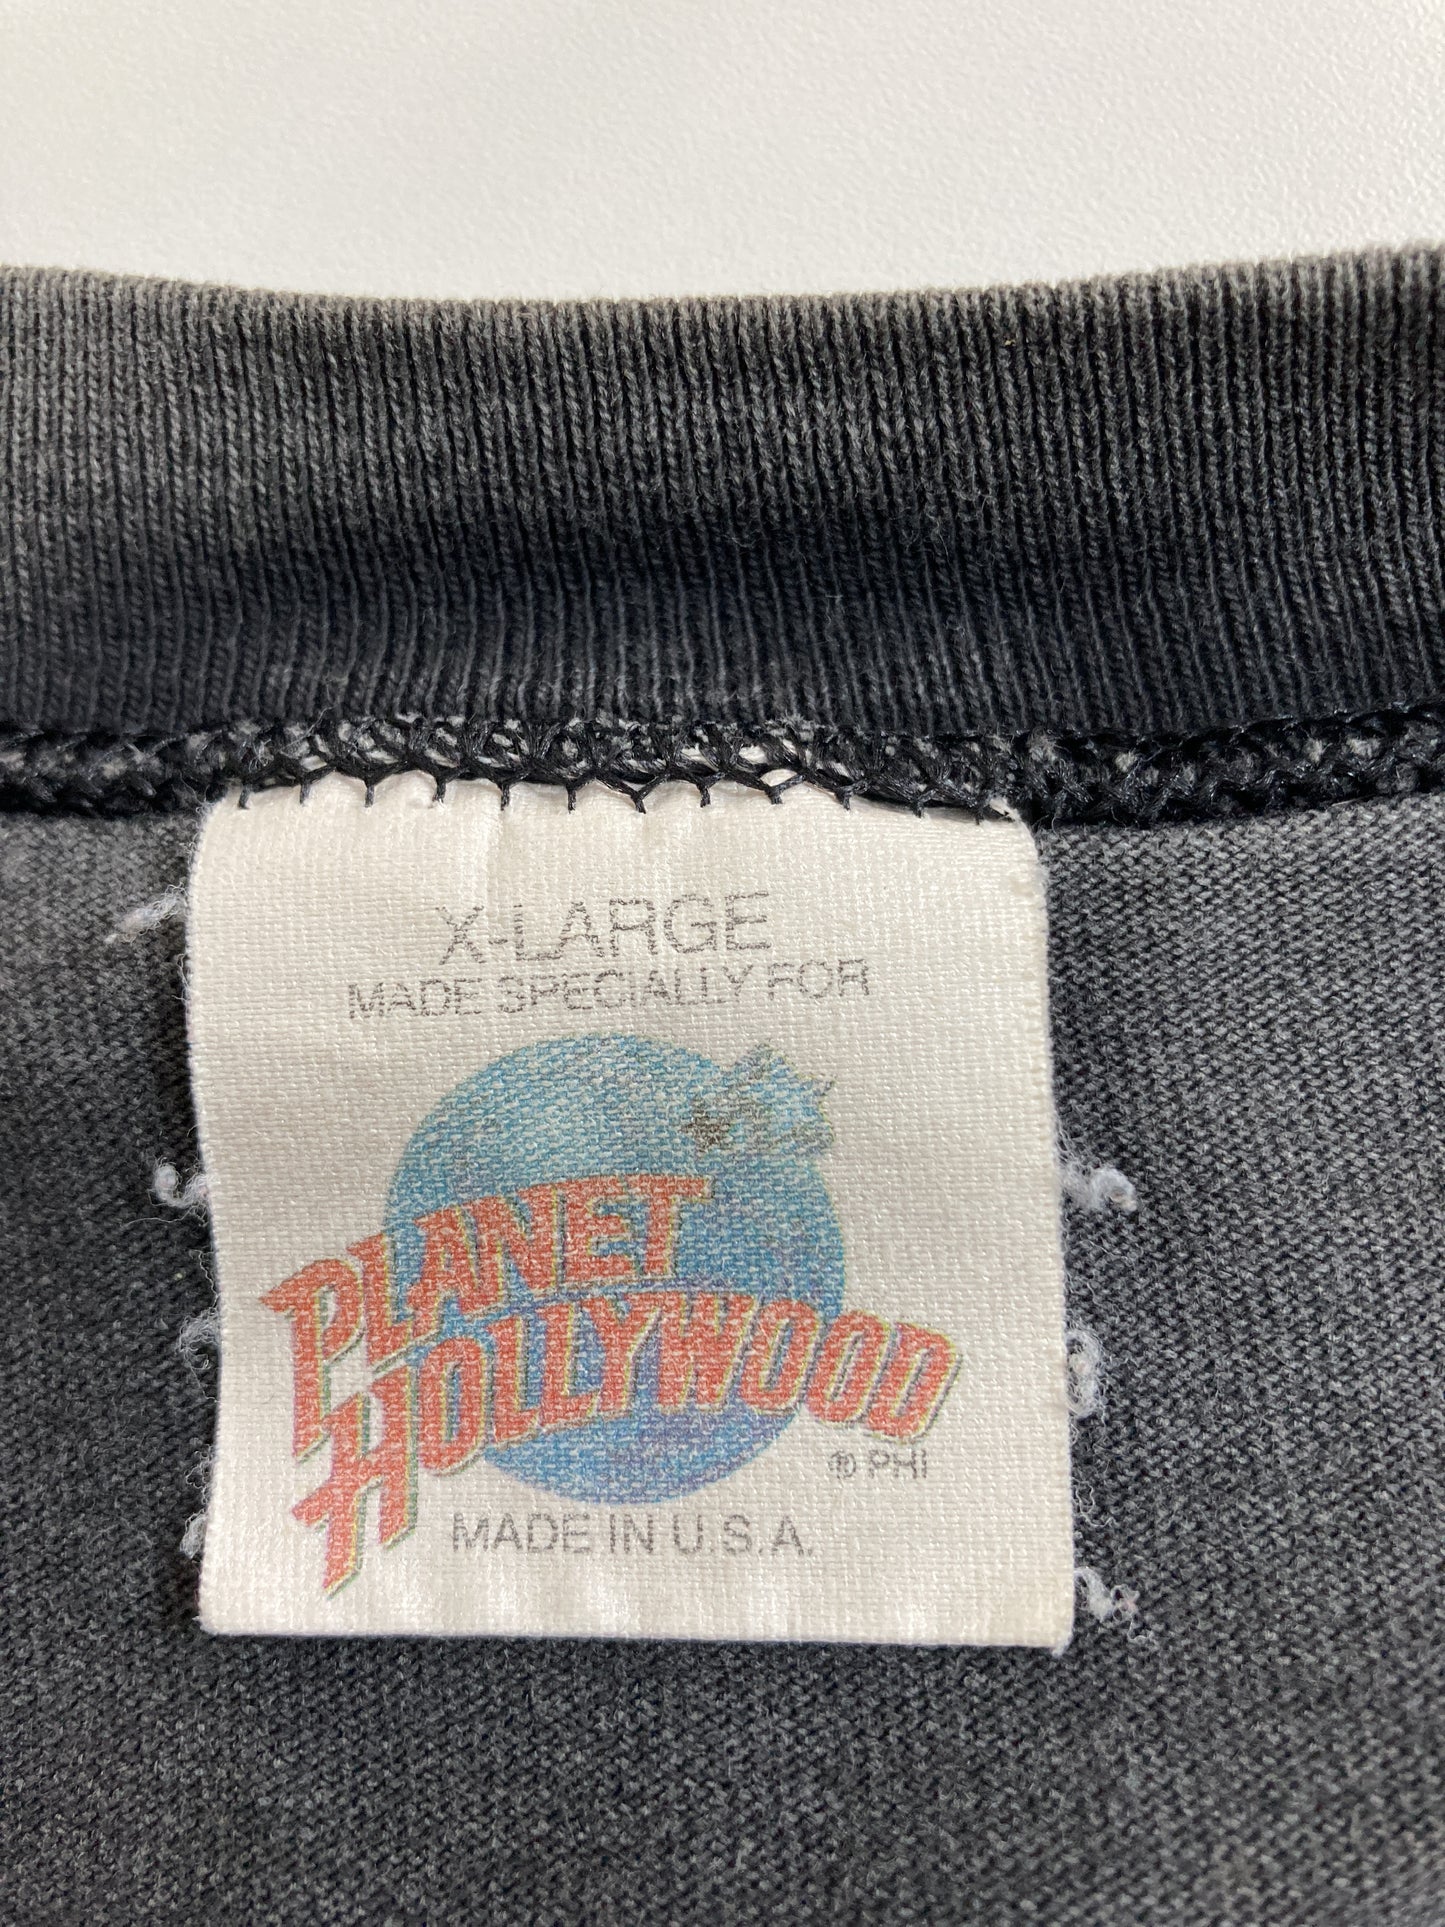 X-LARGE
MADE SPECIALLY FOR
PLANET
HOLLYWOOD
® PHI
MADE IN U.S.A.